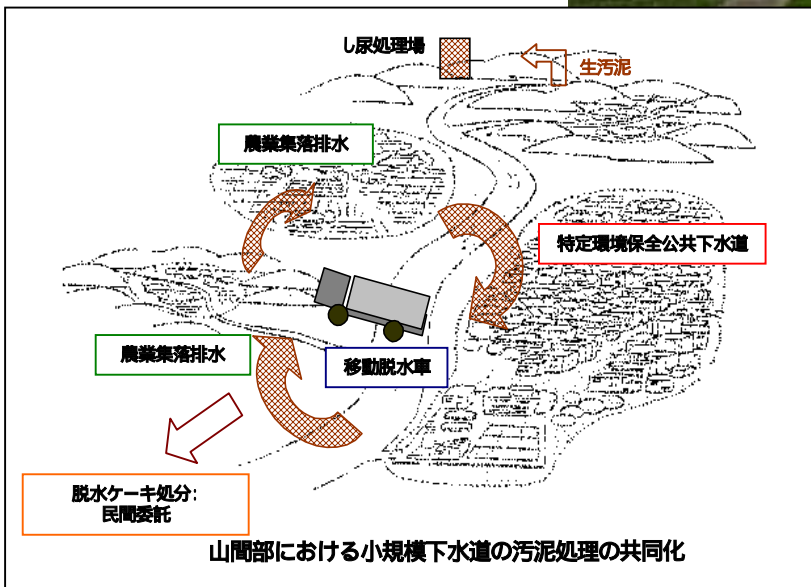 し尿処理場
生汚泥
農業集落排水
特定環境保全公共下水道
農業集落排水
移動脱水車
脱水ケーキ処分：
民間委託
山間部における小規模下水道の汚泥処理の共同化